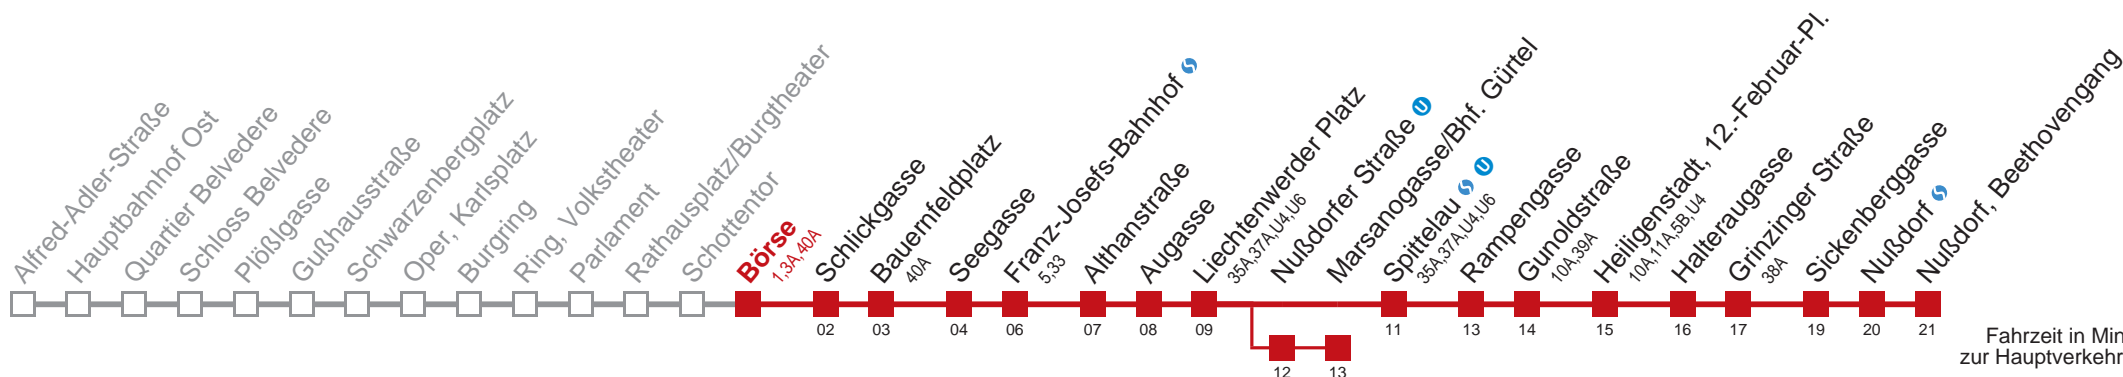 Alfred-Adler-Straße
Hauptbahnhof Ost
Quartier Belvedere
Schloss Belvedere
Plößlgasse
Gußhausstraße
Schwarzenbergplatz
Oper, Karlsplatz
Burgring
Ring, Volkstheater
Parlament
Rathausplatz/Burgtheater
Schottentor
Börse
1,3A,40A
Schlickgasse
Bauernfeldplatz
40A
Seegasse
Franz-Josefs-Bahnhof S
5,33
Althanstraße
Augasse
Liechtenwerder Platz
35A,37A,U4,U6
Nußdorfer Straße U
Marsanogasse/Bhf. Gürtel
Spittelau S U
35A,37A,U4,U6
Rampengasse
Gunoldstraße
10A,39A
Heiligenstadt, 12.-Februar-Pl.
10A,11A,5B,U4
Halteraugasse
Grinzinger Straße
38A
Sickenberggasse
Nußdorf S
Nußdorf, Beethovengang
02 03 04 06 07 08 09 11 13 14 15 16 17 19 20 21
12 13
Fahrzeit in Min
zur Hauptverkehr